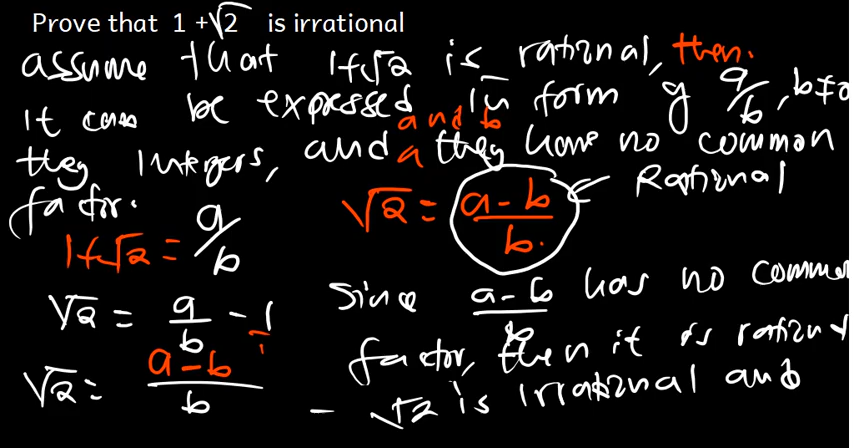 Prove that 1 + √2 is irrational
assume that 1+√2 is rational, then
it can be expressed in form of a/b, b≠0
they integers, and a and b they have no common
factor.
1+√2 = a/b
√2 = a/b - 1/1
√2 = (a-b)/b
√2 = (a-b)/b. ← Rational
Since (a-b)/b has no common
factor, then it is rational
- √2 is irrational and